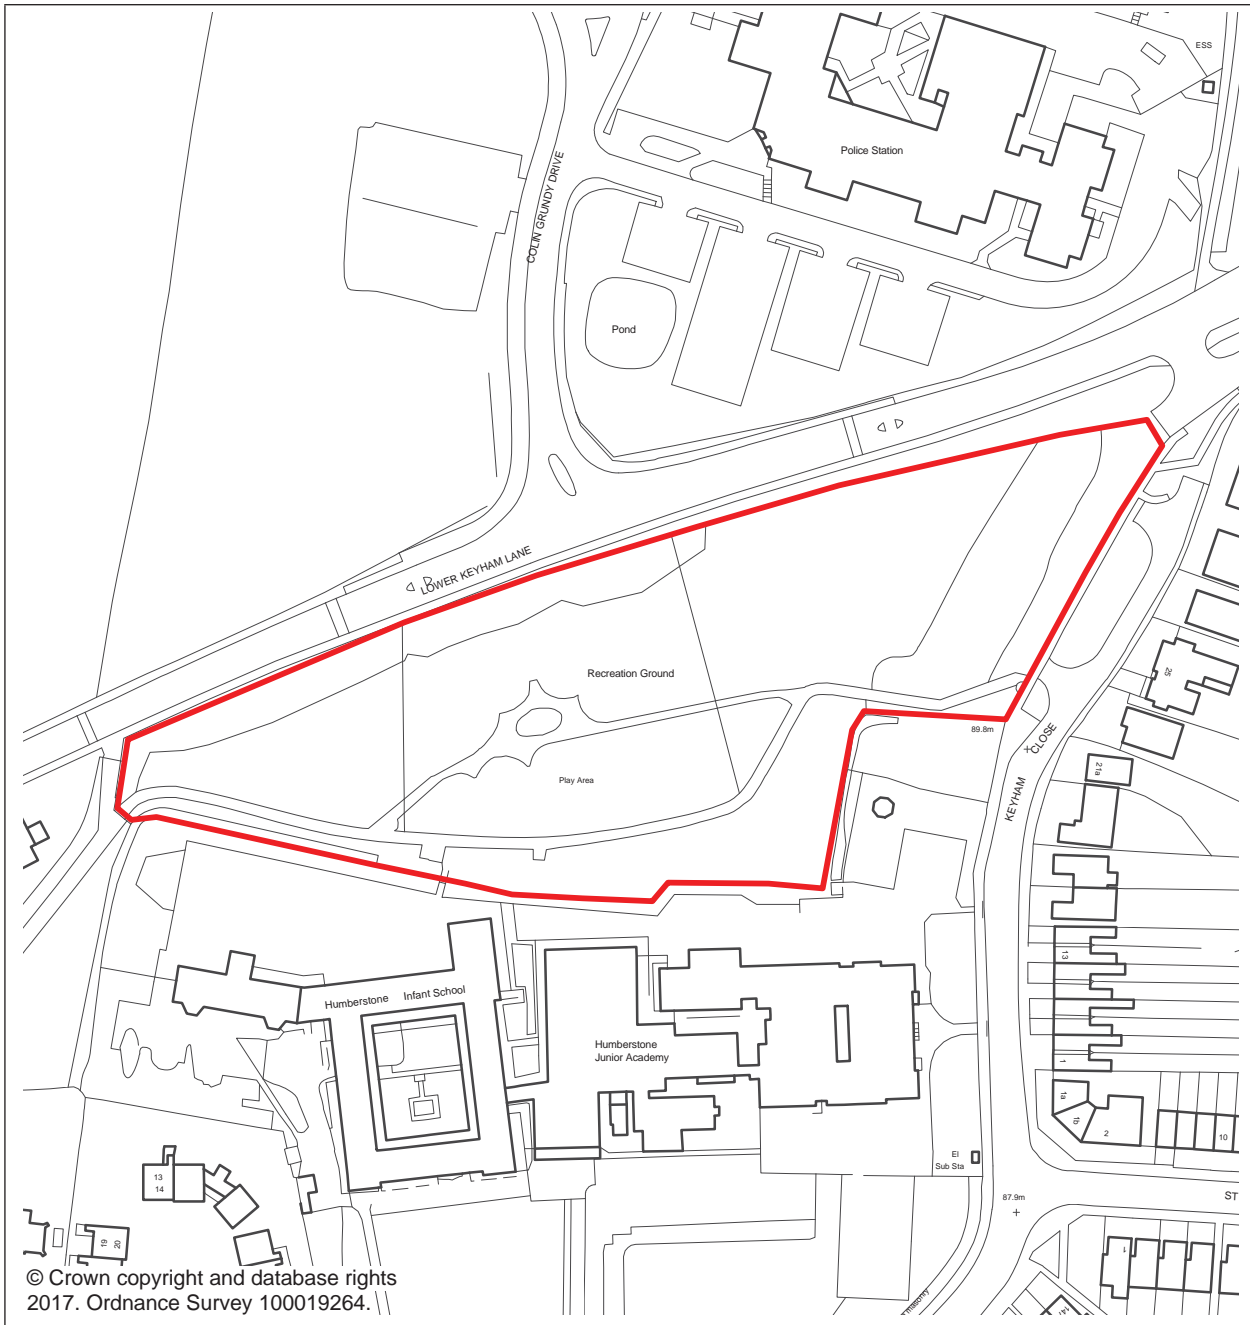 ESS
Police Station
COLIN GRUNDY DRIVE
Pond
LOWER KEYHAM LANE
Recreation Ground
Play Area
25
89.8m
KEYHAM
CLOSE
21a
13
1
1a
1b
2
10
Humberstone
Infant School
Humberstone
Junior Academy
El
Sub Sta
87.9m
ST
13
14
19
20
1
© Crown copyright and database rights
2017. Ordnance Survey 100019264.